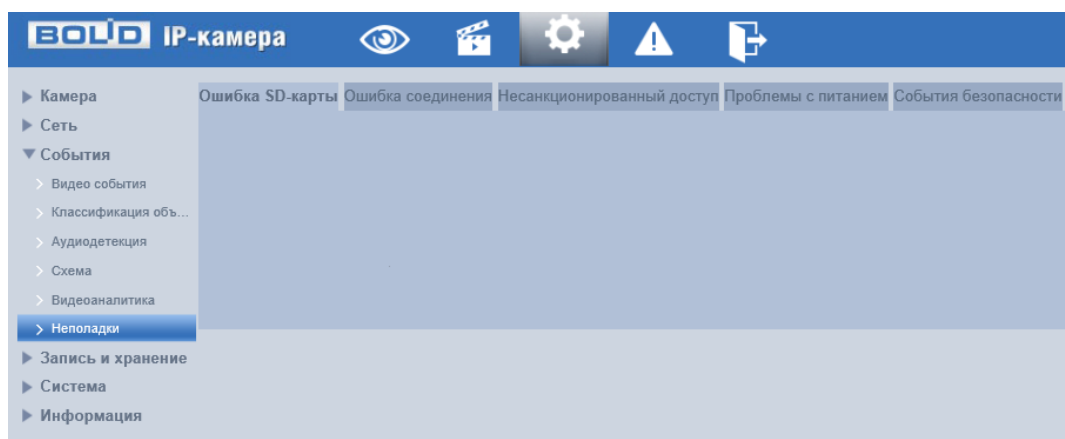 BOLID IP-камера
Камера
Ошибка SD-карты Ошибка соединения Несанкционированный доступ Проблемы с питанием События безопасности
Сеть
События
Видео события
Классификация объ...
Аудиодетекция
Схема
Видеоаналитика
Неполадки
Запись и хранение
Система
Информация